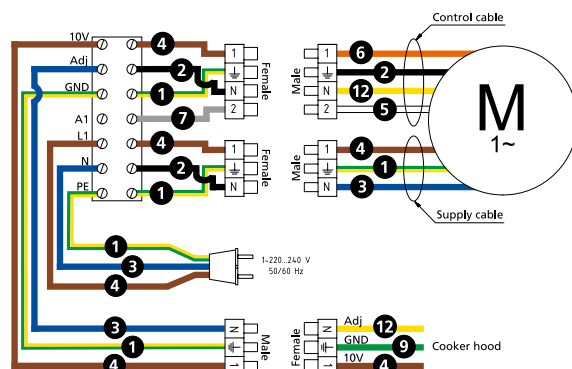 Control cable
10V
4
1
1
6
Adj
2
2
GND
1
N
Female
Male
N
12
M
A1
7
2
2
5
1~
L1
4
1
1
4
N
2
1
PE
1
N
Female
Male
N
3
Supply cable
1
1~220...240 V
3
50/60 Hz
4
3
N
N
Adj
12
1
Male
Female
GND
9
Cooker hood
4
1
1
10V
4